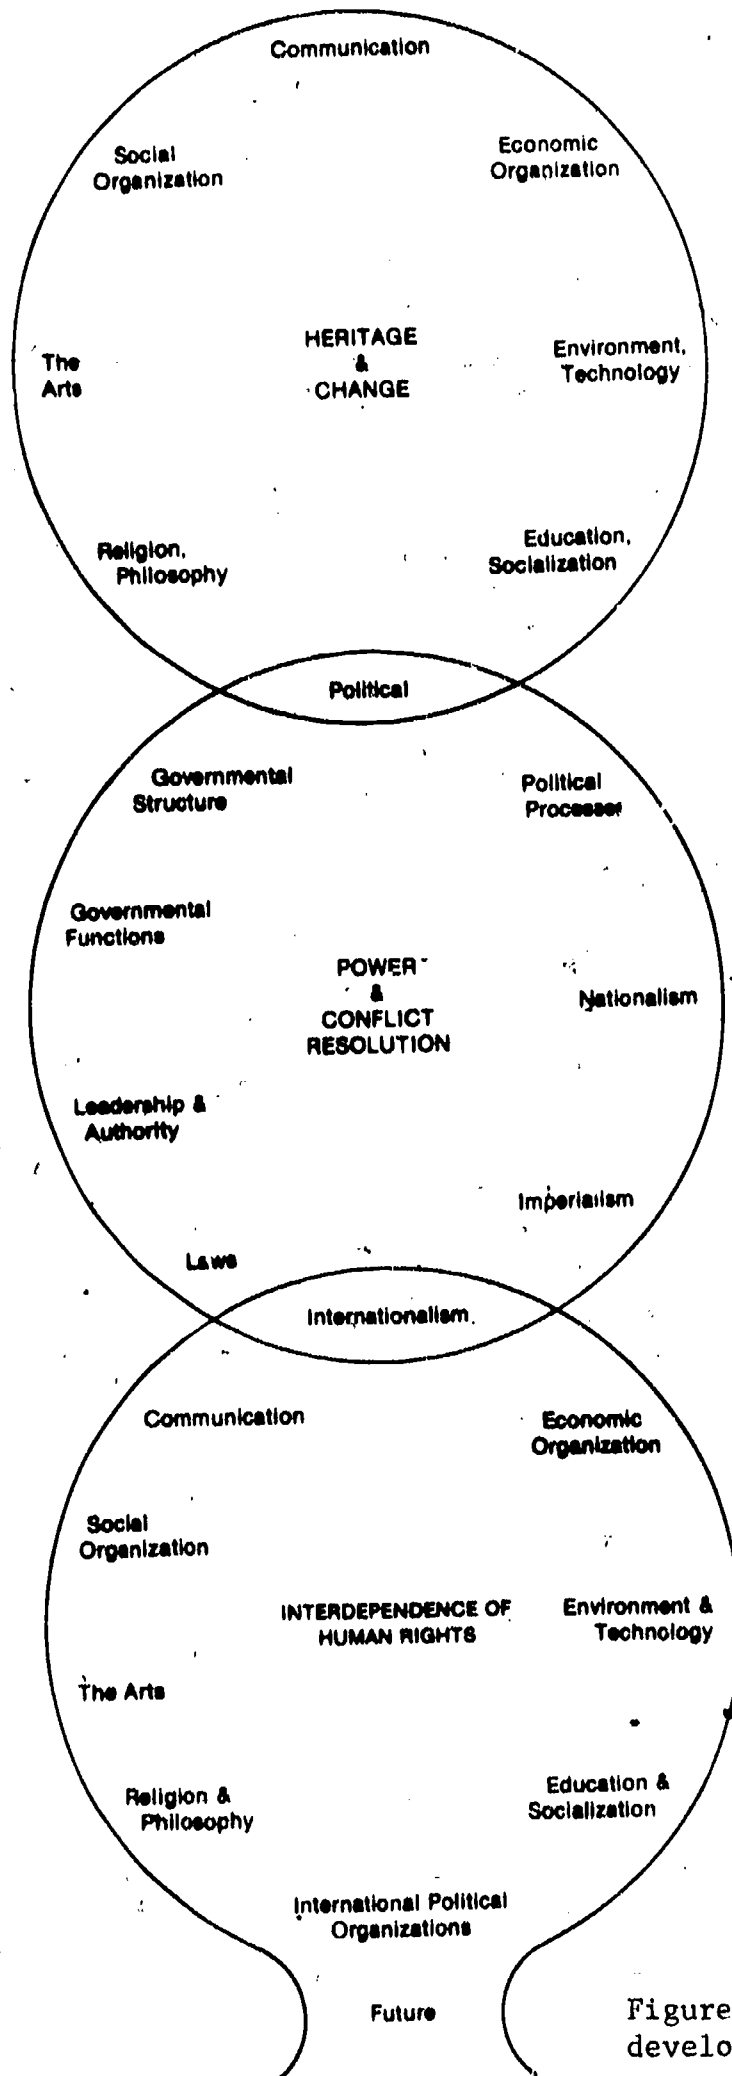 Communication
Social
Organization
Economic
Organization
HERITAGE
&
CHANGE
The
Arts
Environment,
Technology
Religion,
Philosophy
Education,
Socialization
Political
Governmental
Structure
Political
Processes
Governmental
Functions
POWER
&
CONFLICT
RESOLUTION
Nationalism
Leadership &
Authority
Imperialism
Laws
Internationalism
Communication
Economic
Organization
Social
Organization
INTERDEPENDENCE OF
HUMAN RIGHTS
Environment &
Technology
The Arts
Religion &
Philosophy
Education &
Socialization
International Political
Organizations
Future
Figure
develo